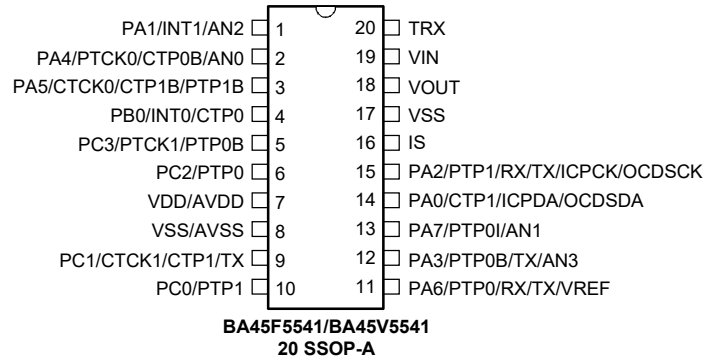 PA1/INT1/AN2 1 20 TRX
PA4/PTCK0/CTP0B/AN0 2 19 VIN
PA5/CTCK0/CTP1B/PTP1B 3 18 VOUT
PB0/INT0/CTP0 4 17 VSS
PC3/PTCK1/PTP0B 5 16 IS
PC2/PTP0 6 15 PA2/PTP1/RX/TX/ICPCK/OCDSCK
VDD/AVDD 7 14 PA0/CTP1/ICPDA/OCDSDA
VSS/AVSS 8 13 PA7/PTP0I/AN1
PC1/CTCK1/CTP1/TX 9 12 PA3/PTP0B/TX/AN3
PC0/PTP1 10 11 PA6/PTP0/RX/TX/VREF
BA45F5541/BA45V5541
20 SSOP-A